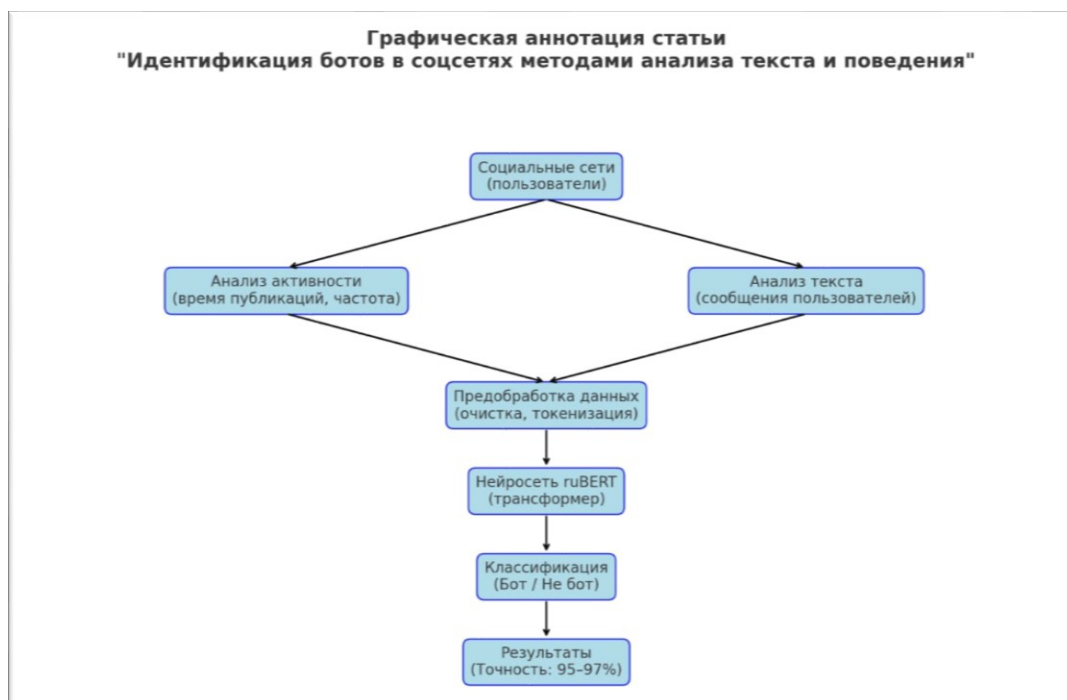 Графическая аннотация статьи
"Идентификация ботов в соцсетях методами анализа текста и поведения"
Социальные сети
(пользователи)
Анализ активности
(время публикаций, частота)
Анализ текста
(сообщения пользователей)
Предобработка данных
(очистка, токенизация)
Нейросеть ruBERT
(трансформер)
Классификация
(Бот / Не бот)
Результаты
(Точность: 95–97%)